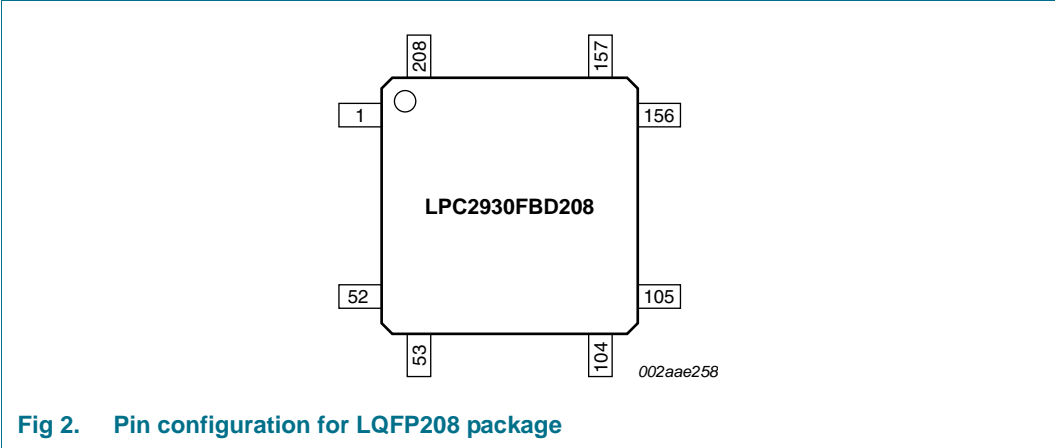 208
157
1
156
LPC2930FBD208
52
105
53
104
002aae258
Fig 2. Pin configuration for LQFP208 package